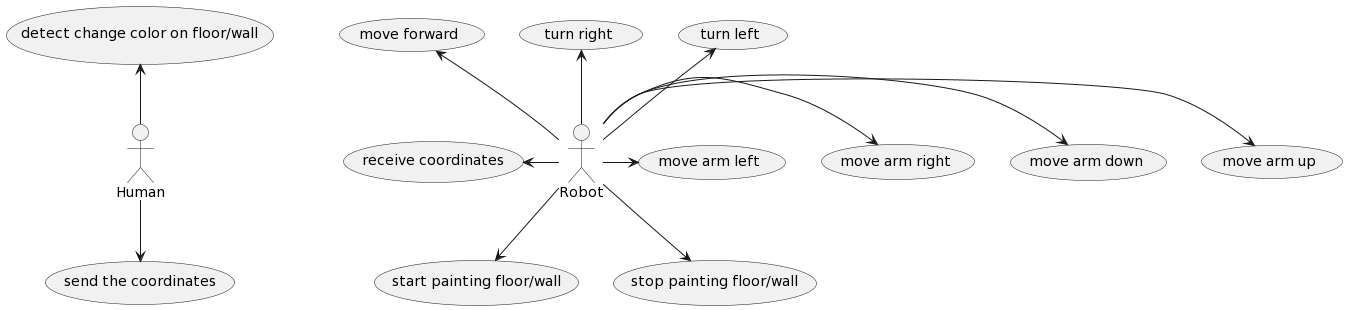 detect change color on floor/wall
move forward
turn right
turn left
receive coordinates
move arm left
move arm right
move arm down
move arm up
Human
Robot
send the coordinates
start painting floor/wall
stop painting floor/wall